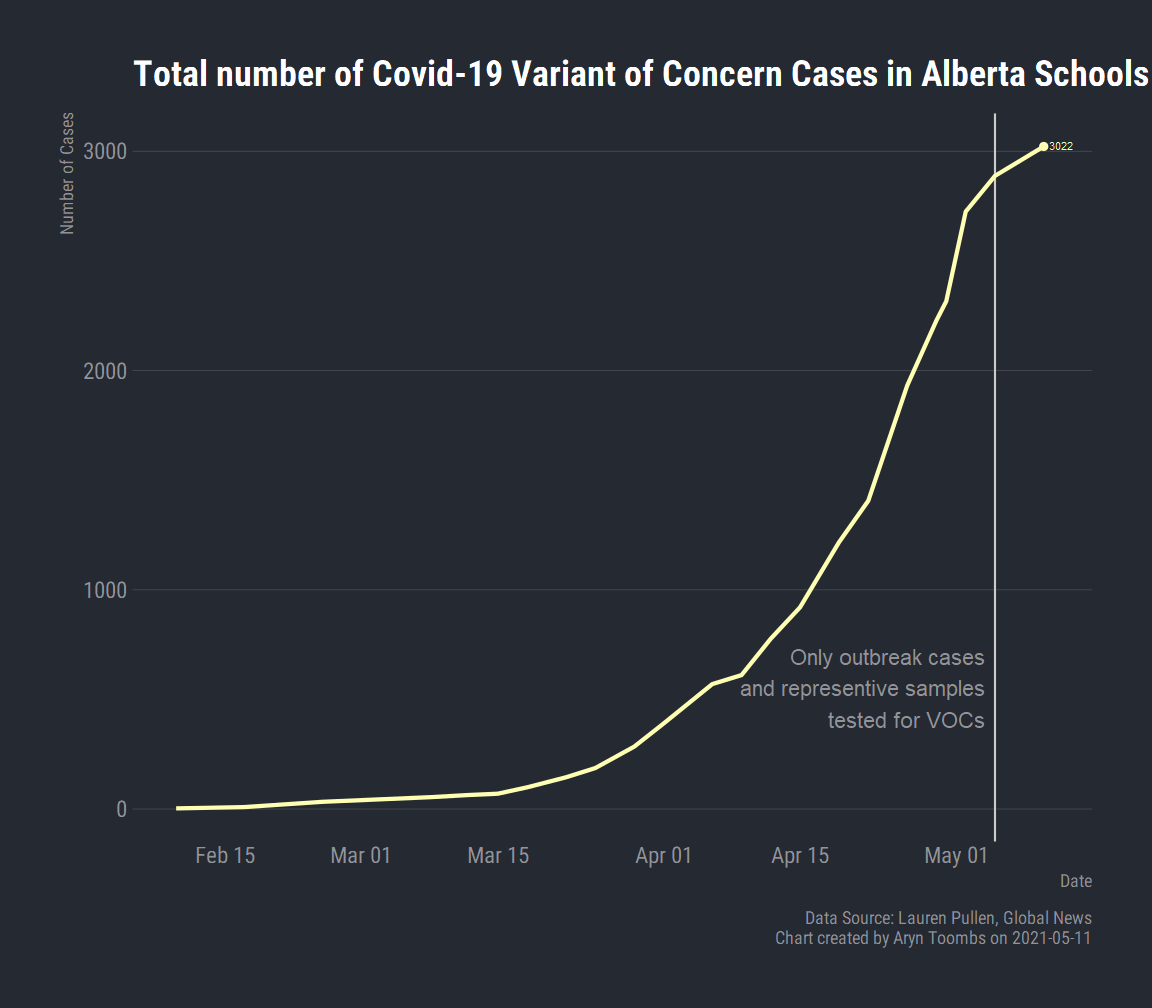 Total number of Covid-19 Variant of Concern Cases in Alberta Schools
Number of Cases
3000
3022
2000
1000
Only outbreak cases
and representive samples
tested for VOCs
0
Feb 15 Mar 01 Mar 15 Apr 01 Apr 15 May 01
Date
Data Source: Lauren Pullen, Global News
Chart created by Aryn Toombs on 2021-05-11